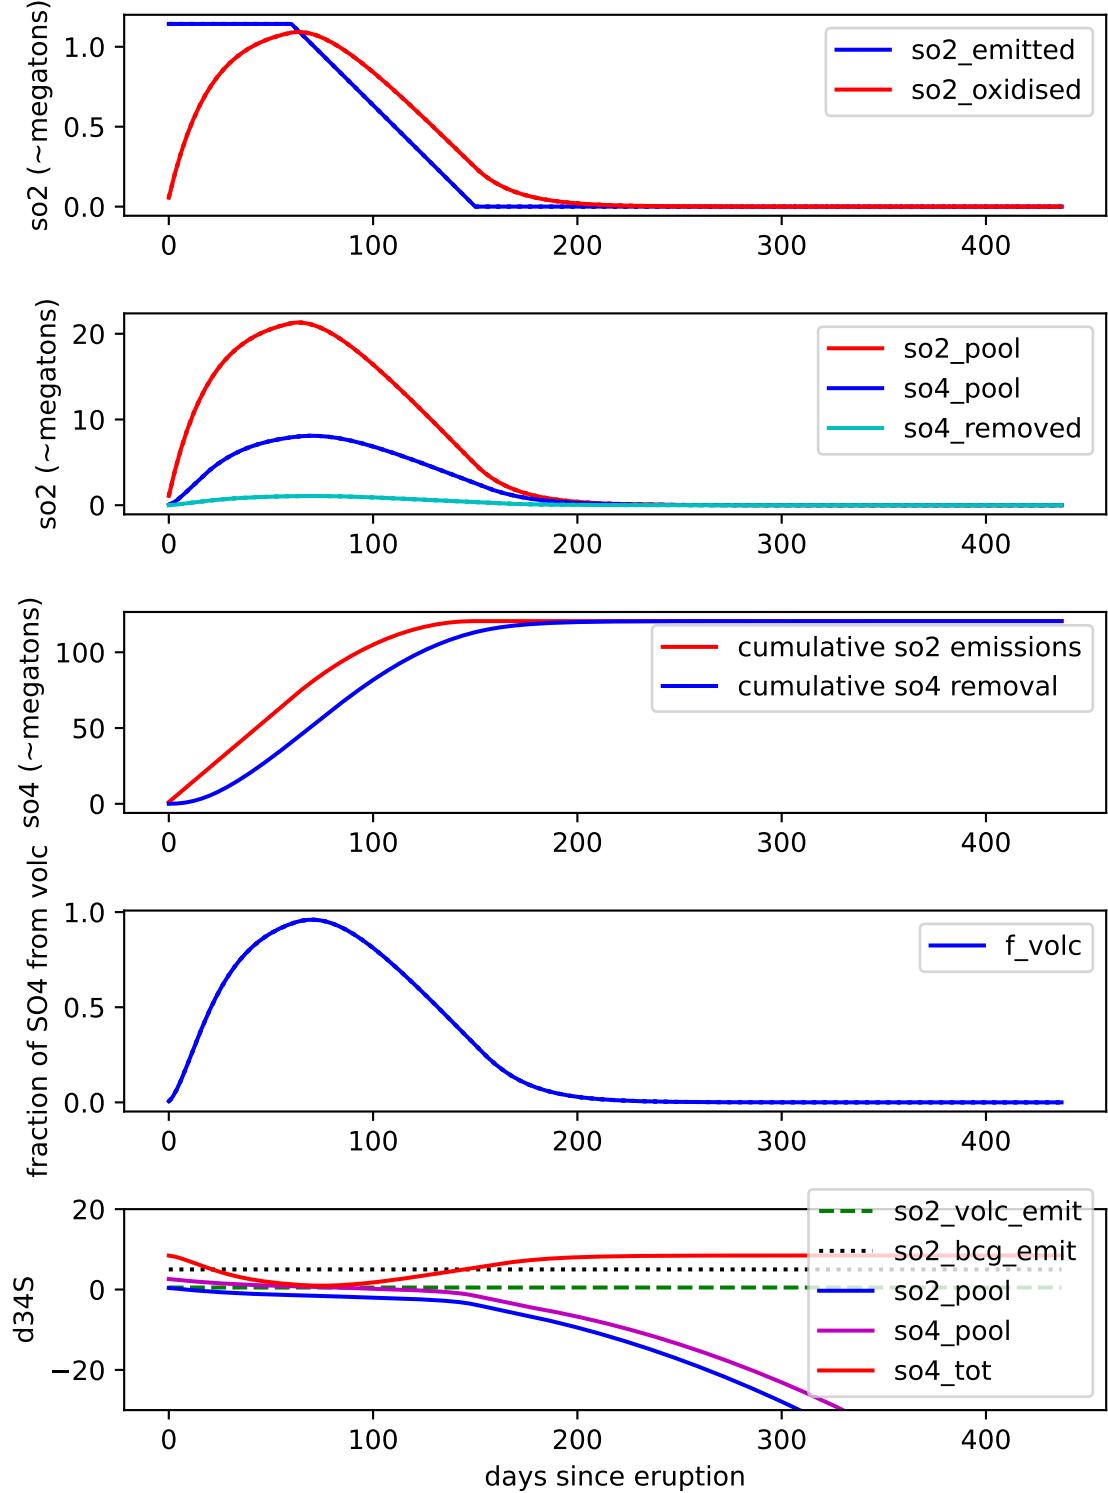 so2 (~megatons)
1.0
0.5
0.0
so2_emitted
so2_oxidised
0 100 200 300 400
so2 (~megatons)
20
10
0
so2_pool
so4_pool
so4_removed
0 100 200 300 400
so4 (~megatons)
100
50
0
cumulative so2 emissions
cumulative so4 removal
0 100 200 300 400
fraction of SO4 from volc
1.0
0.5
0.0
f_volc
0 100 200 300 400
d34S
20
0
−20
so2_volc_emit
so2_bcg_emit
so2_pool
so4_pool
so4_tot
0 100 200 300 400
days since eruption